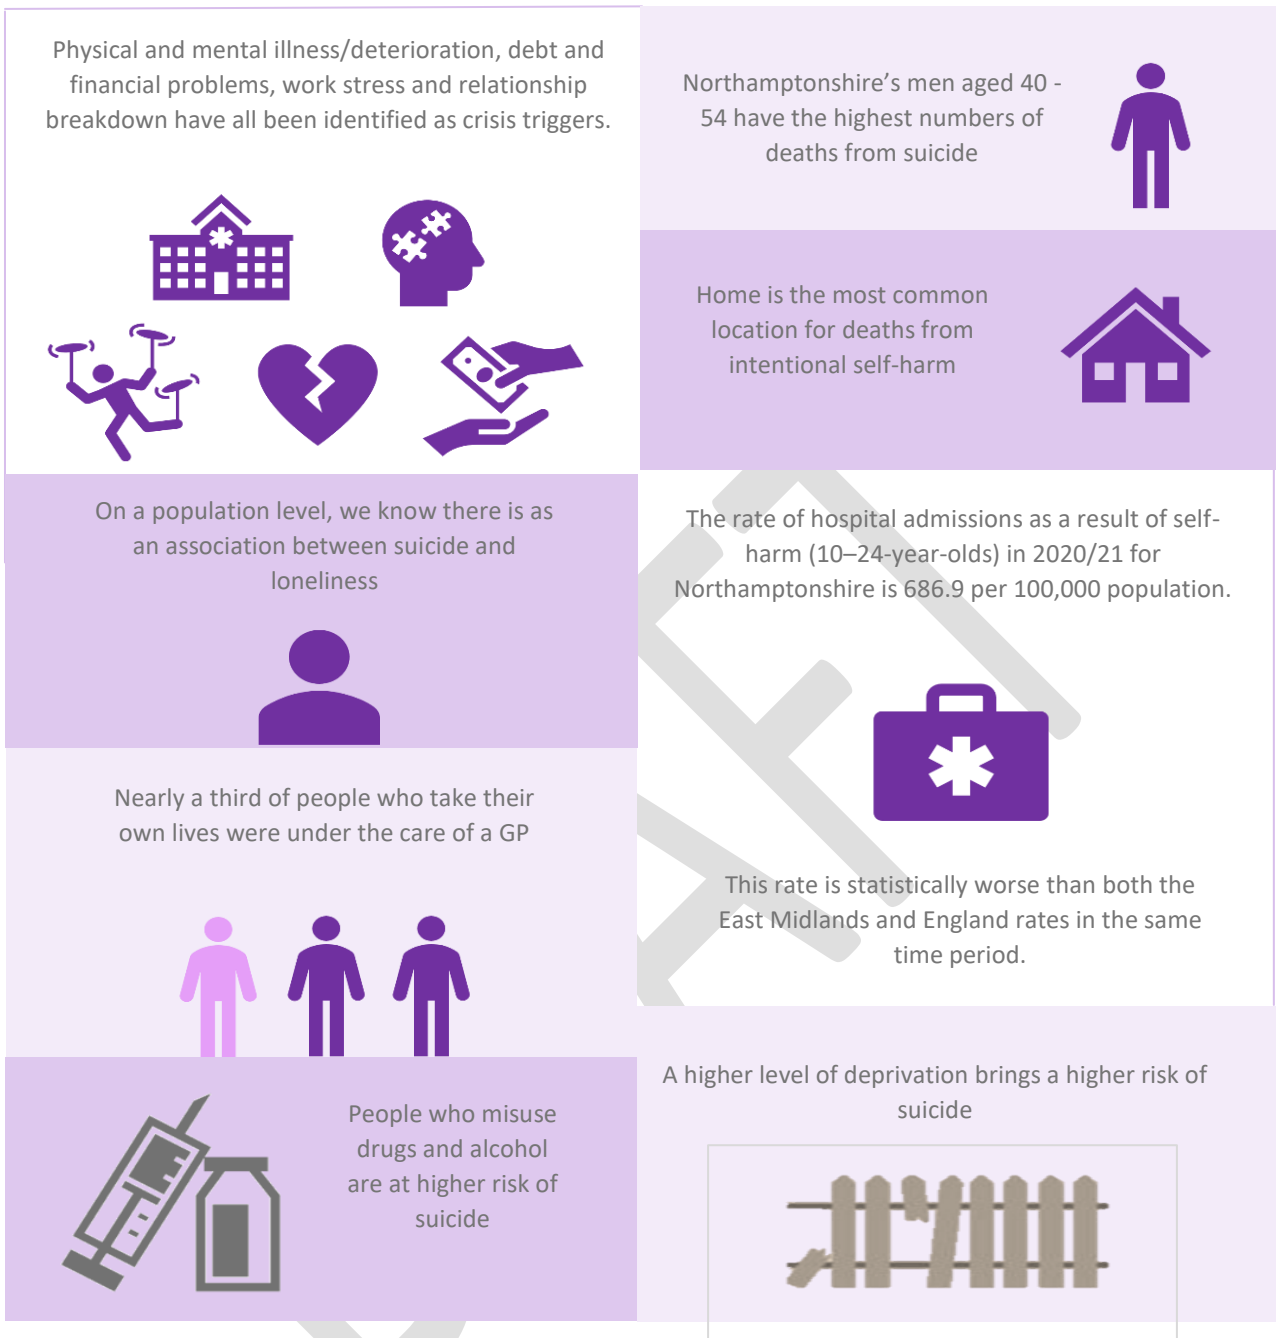 Physical and mental illness/deterioration, debt and
financial problems, work stress and relationship
breakdown have all been identified as crisis triggers.
Northamptonshire’s men aged 40 -
54 have the highest numbers of
deaths from suicide
Home is the most common
location for deaths from
intentional self-harm
On a population level, we know there is as
an association between suicide and
loneliness
The rate of hospital admissions as a result of self-
harm (10–24-year-olds) in 2020/21 for
Northamptonshire is 686.9 per 100,000 population.
This rate is statistically worse than both the
East Midlands and England rates in the same
time period.
Nearly a third of people who take their
own lives were under the care of a GP
People who misuse
drugs and alcohol
are at higher risk of
suicide
A higher level of deprivation brings a higher risk of
suicide